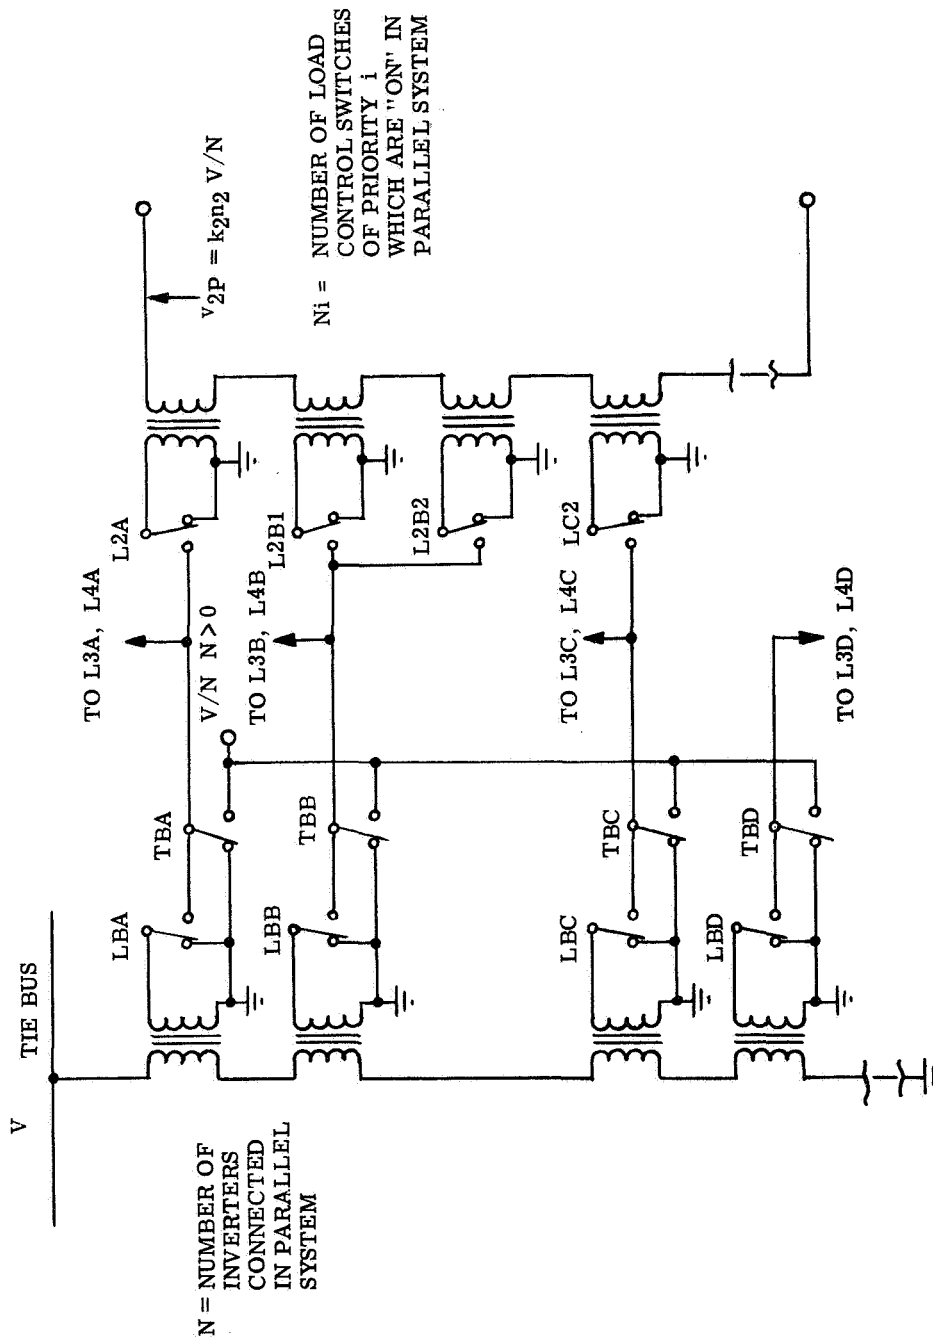 V TIE BUS
N = NUMBER OF
INVERTERS
CONNECTED
IN PARALLEL
SYSTEM
LBA
TBA
LBB
TBB
LBC
TBC
LBD
TBD
TO L3A, L4A
V/N N>0
TO L3B, L4B
TO L3C, L4C
TO L3D, L4D
L2A
L2B1
L2B2
LC2
v2P = k2n2 V/N
Ni = NUMBER OF LOAD
CONTROL SWITCHES
OF PRIORITY i
WHICH ARE "ON" IN
PARALLEL SYSTEM